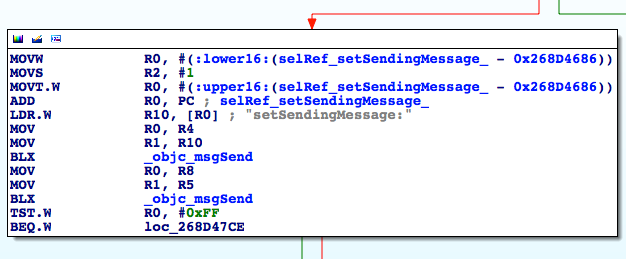 MOVW R0, #(:lower16:(selRef_setSendingMessage_ - 0x268D4686))
MOVS R2, #1
MOVT.W R0, #(:upper16:(selRef_setSendingMessage_ - 0x268D4686))
ADD R0, PC ; selRef_setSendingMessage_
LDR.W R10, [R0] ; "setSendingMessage:"
MOV R0, R4
MOV R1, R10
BLX _objc_msgSend
MOV R0, R8
MOV R1, R5
BLX _objc_msgSend
TST.W R0, #0xFF
BEQ.W loc_268D47CE